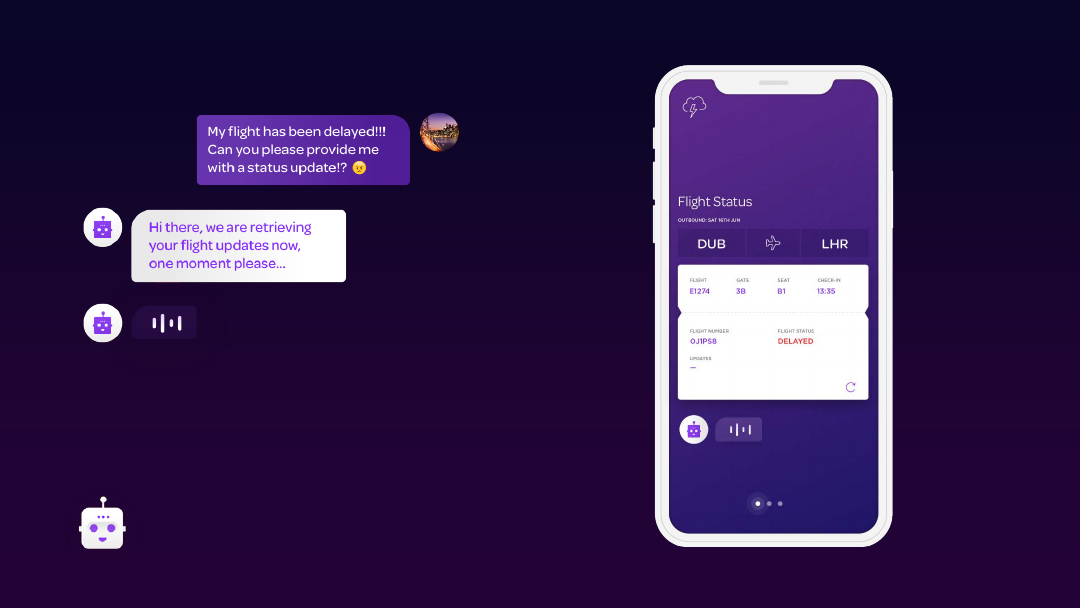 My flight has been delayed!!!
Can you please provide me
with a status update!? 😠
Hi there, we are retrieving
your flight updates now,
one moment please...
Flight Status
OUTBOUND: SAT 16TH JUN
DUB LHR
FLIGHT GATE SEAT CHECK-IN
E1274 3B B1 13:35
FLIGHT NUMBER FLIGHT STATUS
OJ1PS8 DELAYED
UPDATES
—